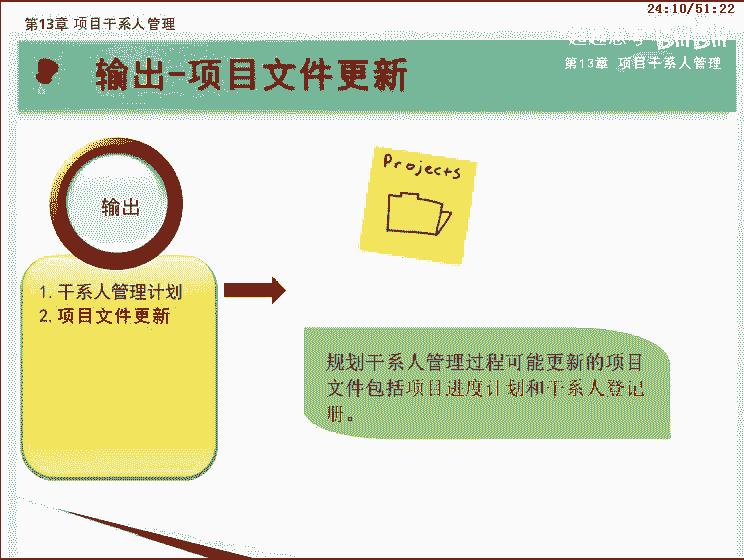 24:10/51:22
第13章 项目干系人管理
第13章 项目干系人管理
输出-项目文件更新
Projects
输出
1. 干系人管理计划
2. 项目文件更新
规划干系人管理过程可能更新的项目
文件包括项目进度计划和干系人登记
册。